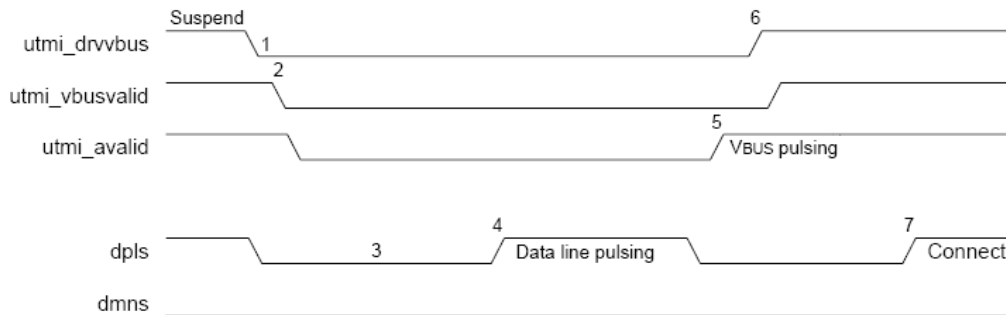 Suspend
6
utmi_drvvbus
1
2
utmi_vbusvalid
5
utmi_avalid
VBUS pulsing
4
7
dpls
3
Data line pulsing
Connect
dmns